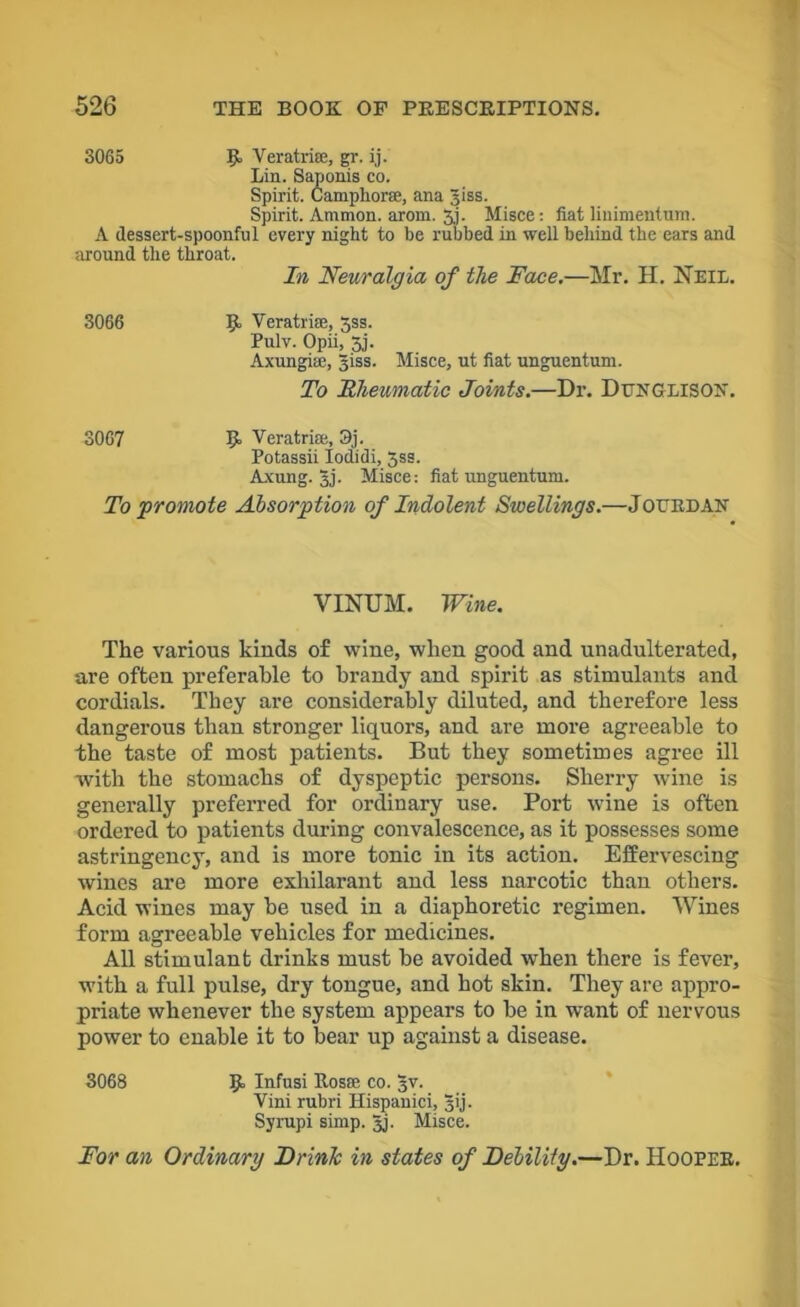 526 THE BOOK OF PRESCRIPTIONS.
3065 ℞ Veratriæ, gr. ij.
Lin. Saponis co.
Spirit. Camphoræ, ana ℥iss.
Spirit. Ammon. arom. ʒj. Misce: fiat linimentum.
A dessert-spoonful every night to be rubbed in well behind the ears and
around the throat.
In Neuralgia of the Face.—Mr. H. NEIL.
3066 ℞ Veratriæ, ʒss.
Pulv. Opii, ʒj.
Axungiæ, ℥iss. Misce, ut fiat unguentum.
To Rheumatic Joints.—Dr. DUNGLISON.
3067 ℞ Veratriæ, ℈j.
Potassii Iodidi, ʒss.
Axung. ℥j. Misce: fiat unguentum.
To promote Absorption of Indolent Swellings.—JOURDAN
VINUM. Wine.
The various kinds of wine, when good and unadulterated,
are often preferable to brandy and spirit as stimulants and
cordials. They are considerably diluted, and therefore less
dangerous than stronger liquors, and are more agreeable to
the taste of most patients. But they sometimes agree ill
with the stomachs of dyspeptic persons. Sherry wine is
generally preferred for ordinary use. Port wine is often
ordered to patients during convalescence, as it possesses some
astringency, and is more tonic in its action. Effervescing
wines are more exhilarant and less narcotic than others.
Acid wines may be used in a diaphoretic regimen. Wines
form agreeable vehicles for medicines.
All stimulant drinks must be avoided when there is fever,
with a full pulse, dry tongue, and hot skin. They are appro-
priate whenever the system appears to be in want of nervous
power to enable it to bear up against a disease.
3068 ℞ Infusi Rosæ co. ℥v.
Vini rubri Hispanici, ℥ij.
Syrupi simp. ℥j. Misce.
For an Ordinary Drink in states of Debility.—Dr. HOOPER.